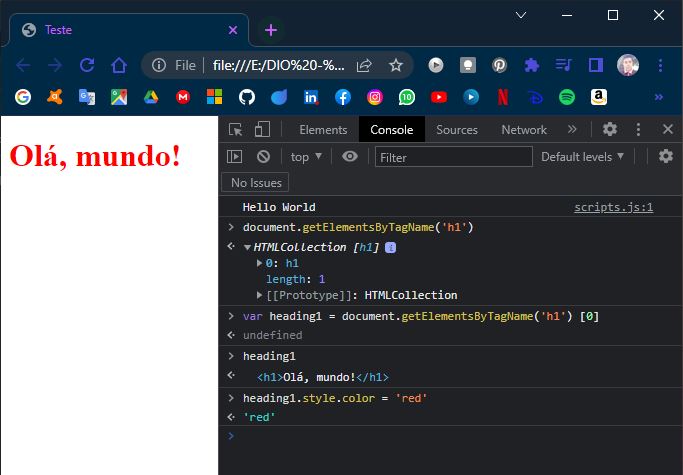 Teste
File
file:///E:/DIO%20-%...
10
Elements
Console
Sources
Network
top
Filter
Default levels
No Issues
Hello World
scripts.js:1
document.getElementsByTagName('h1')
HTMLCollection [h1]
0: h1
length: 1
[[Prototype]]: HTMLCollection
var heading1 = document.getElementsByTagName('h1') [0]
undefined
heading1
<h1>Olá, mundo!</h1>
heading1.style.color = 'red'
'red'
Olá, mundo!